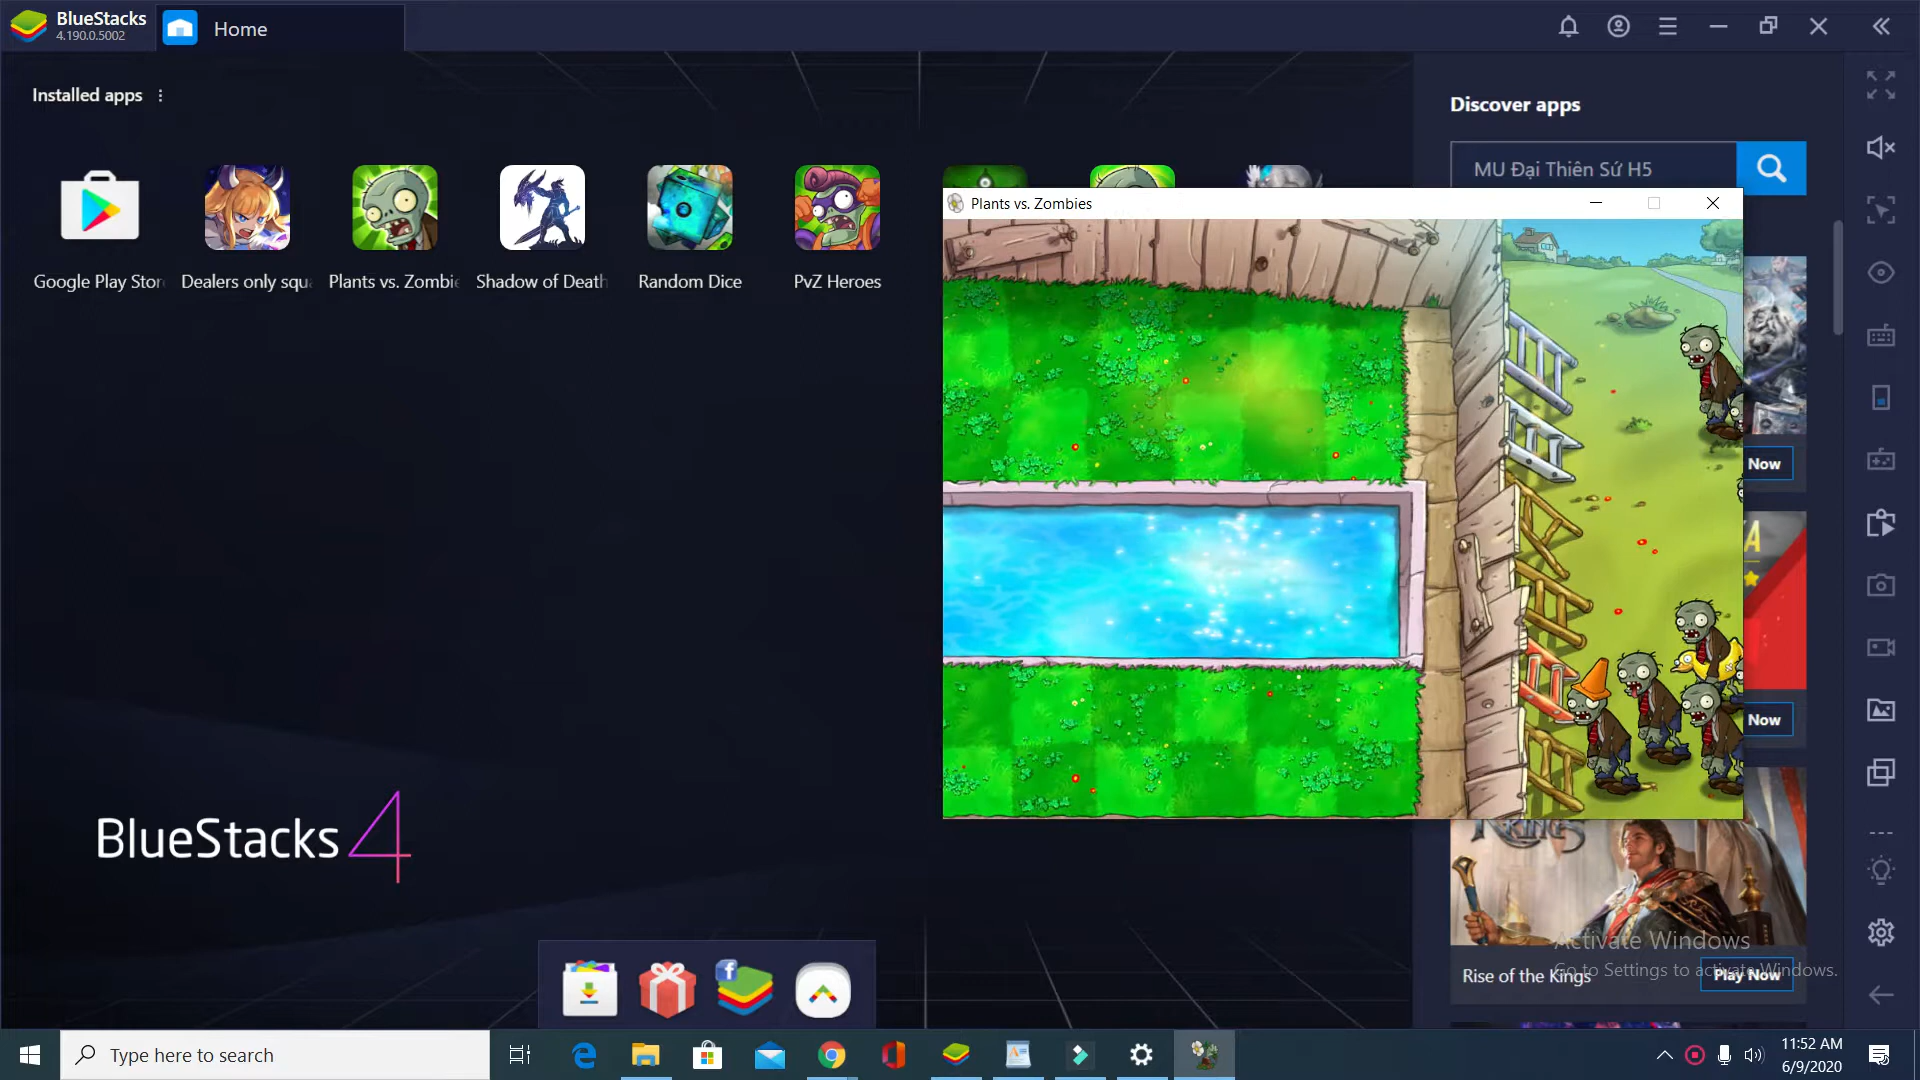 BlueStacks
4.190.0.5002
Home
Installed apps
Google Play Stor
Dealers only squ
Plants vs. Zombie
Shadow of Death
Random Dice
PvZ Heroes
Discover apps
MU Đại Thiên Sứ H5
Plants vs. Zombies
Now
Now
Rise of the Kings
Play Now
Activate Windows
Go to Settings to activate Windows.
BlueStacks 4
Type here to search
11:52 AM
6/9/2020